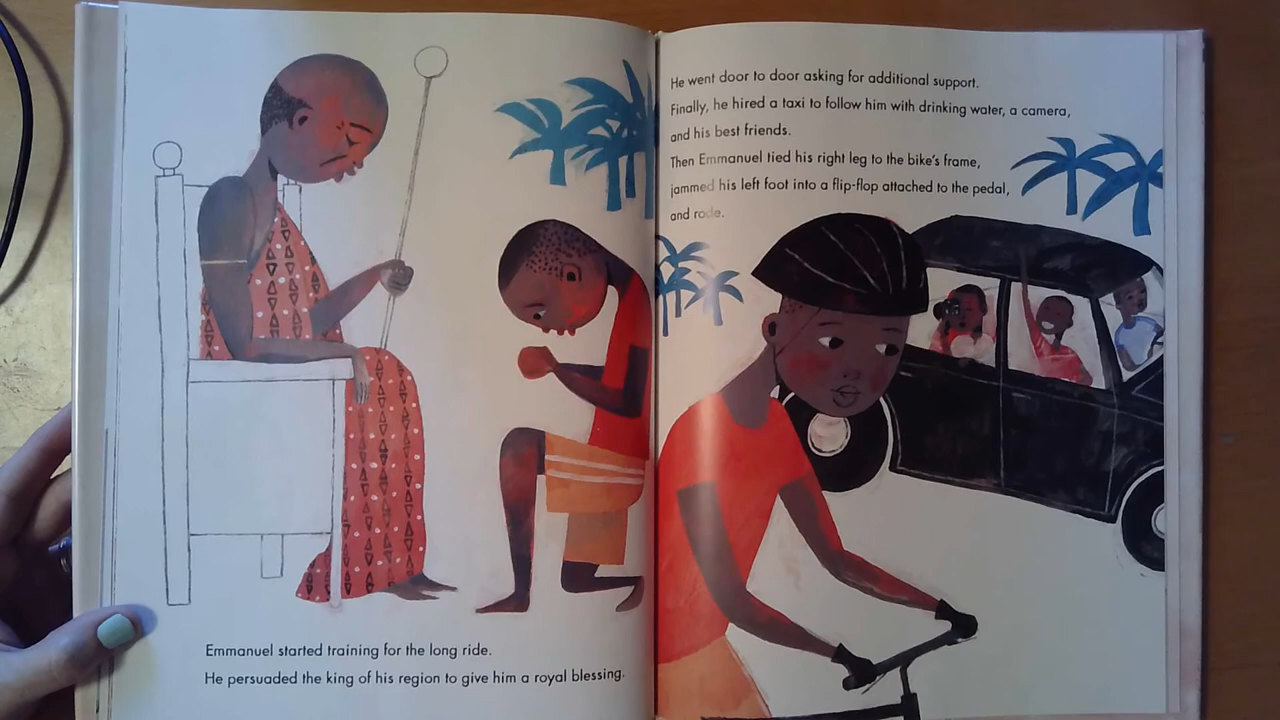 Emmanuel started training for the long ride.
He persuaded the king of his region to give him a royal blessing.
He went door to door asking for additional support.
Finally, he hired a taxi to follow him with drinking water, a camera,
and his best friends.
Then Emmanuel tied his right leg to the bike's frame,
jammed his left foot into a flip-flop attached to the pedal,
and rode.